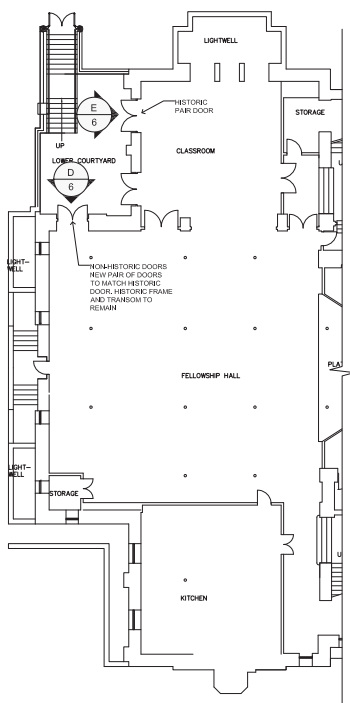 LIGHTWELL
HISTORIC
PAIR DOOR
E
6
STORAGE
CLASSROOM
UP
LOWER COURTYARD
D
6
LIGHT-
WELL
NON-HISTORIC DOORS
NEW PAIR OF DOORS
TO MATCH HISTORIC
DOOR. HISTORIC FRAME
AND TRANSOM TO
REMAIN
FELLOWSHIP HALL
LIGHT-
WELL
STORAGE
KITCHEN